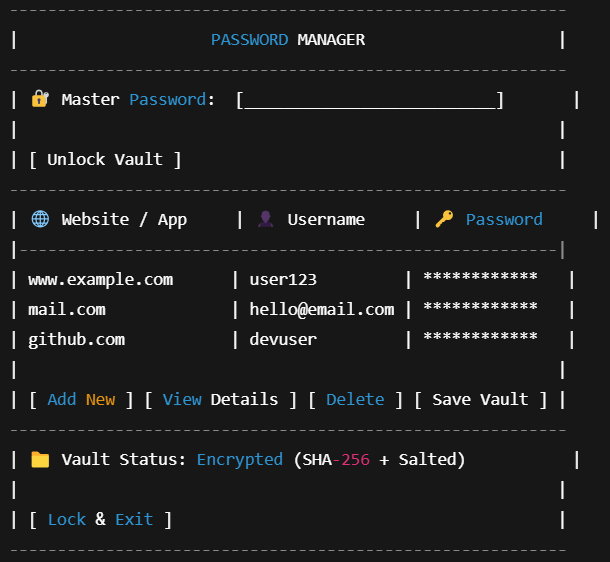 PASSWORD MANAGER
🔐 Master Password: [__________________________]
[ Unlock Vault ]
🌐 Website / App | 👤 Username | 🔑 Password
www.example.com | user123 | ************
mail.com | hello@email.com | ************
github.com | devuser | ************
[ Add New ] [ View Details ] [ Delete ] [ Save Vault ]
📁 Vault Status: Encrypted (SHA-256 + Salted)
[ Lock & Exit ]